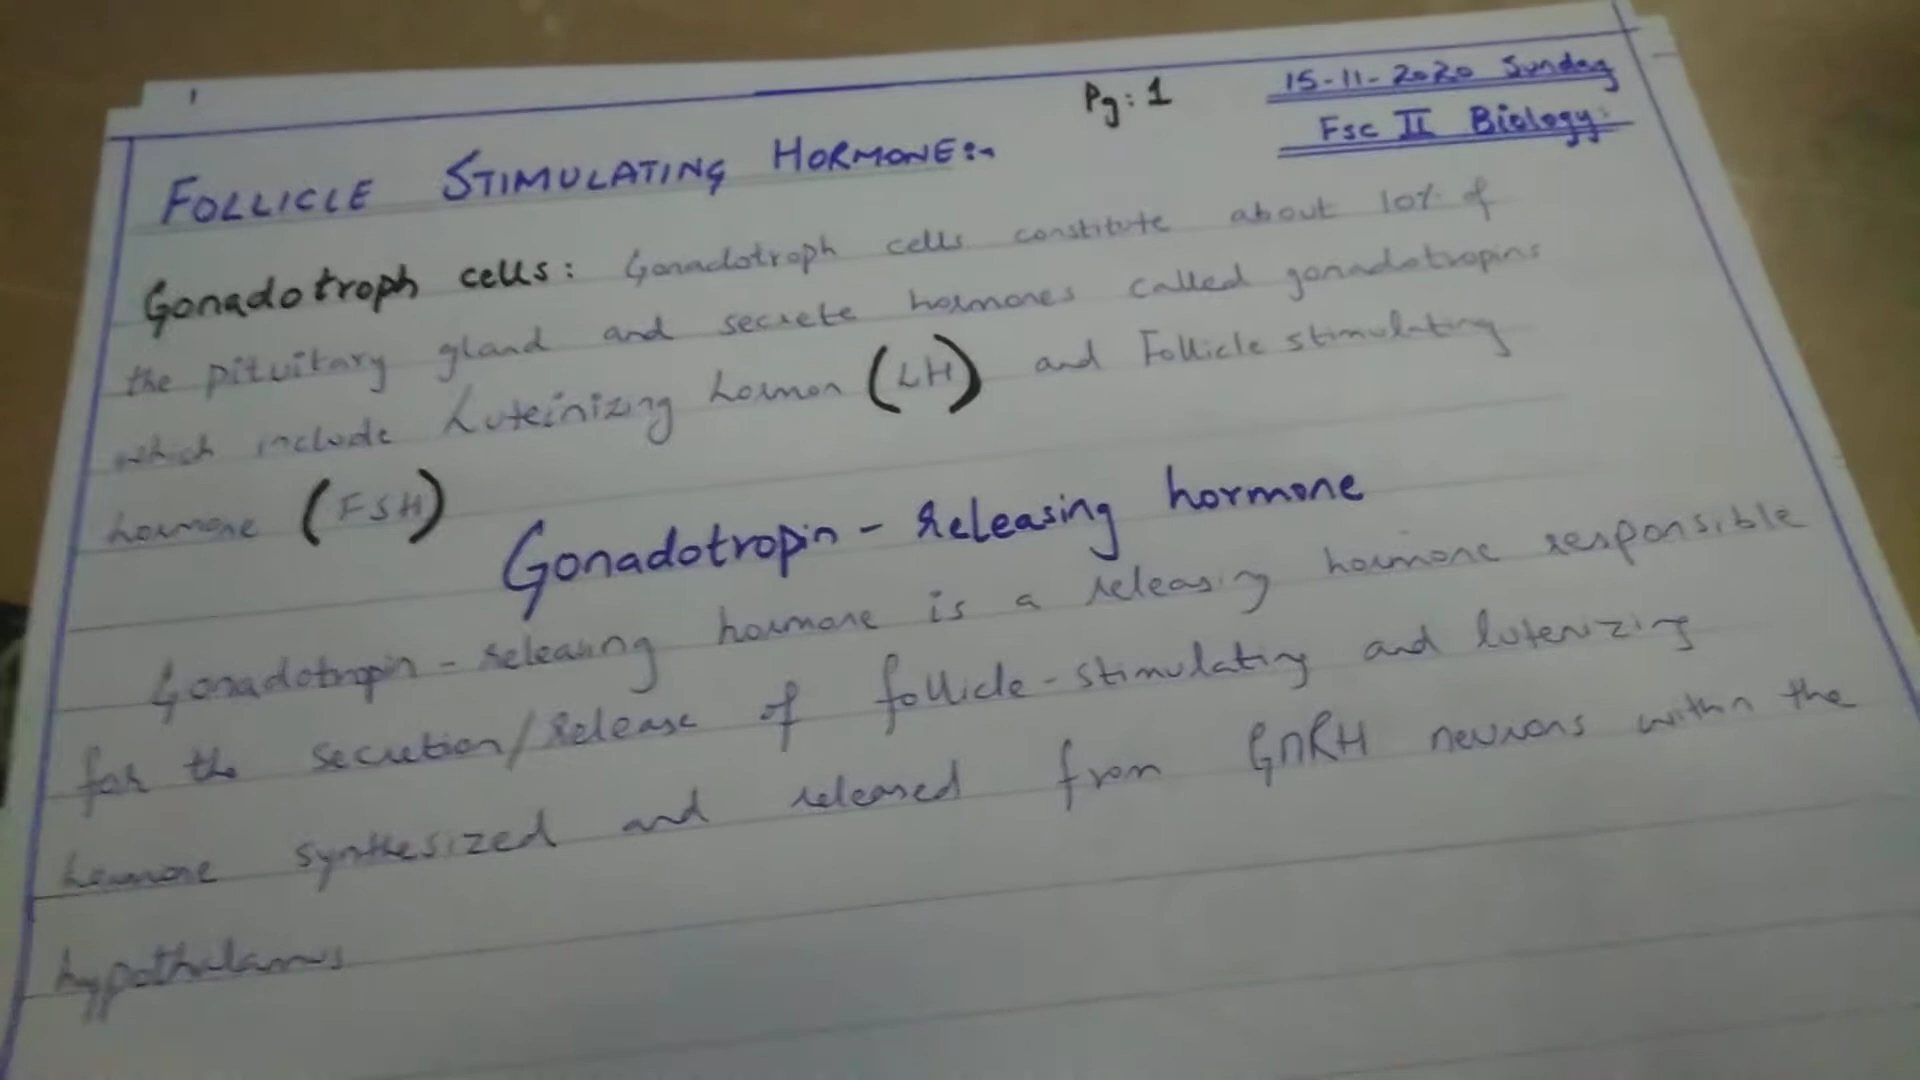 Pg: 1
15-11-2020 Sunday
Fsc II Biology:
FOLLICLE STIMULATING HORMONE:-
Gonadotroph cells: Gonadotroph cells constitute about 10% of
the pituitary gland and secrete hormones called gonadotropins
which include Luteinizing hormon (LH) and Follicle stimulating
hormone (FSH)
Gonadotropin - Releasing hormone
Gonadotropin - releasing hormone is a releasing hormone responsible
for the secretion/release of follicle-stimulating and lutenizing
hormone synthesized and released from GnRH neurons within the
hypothalamus